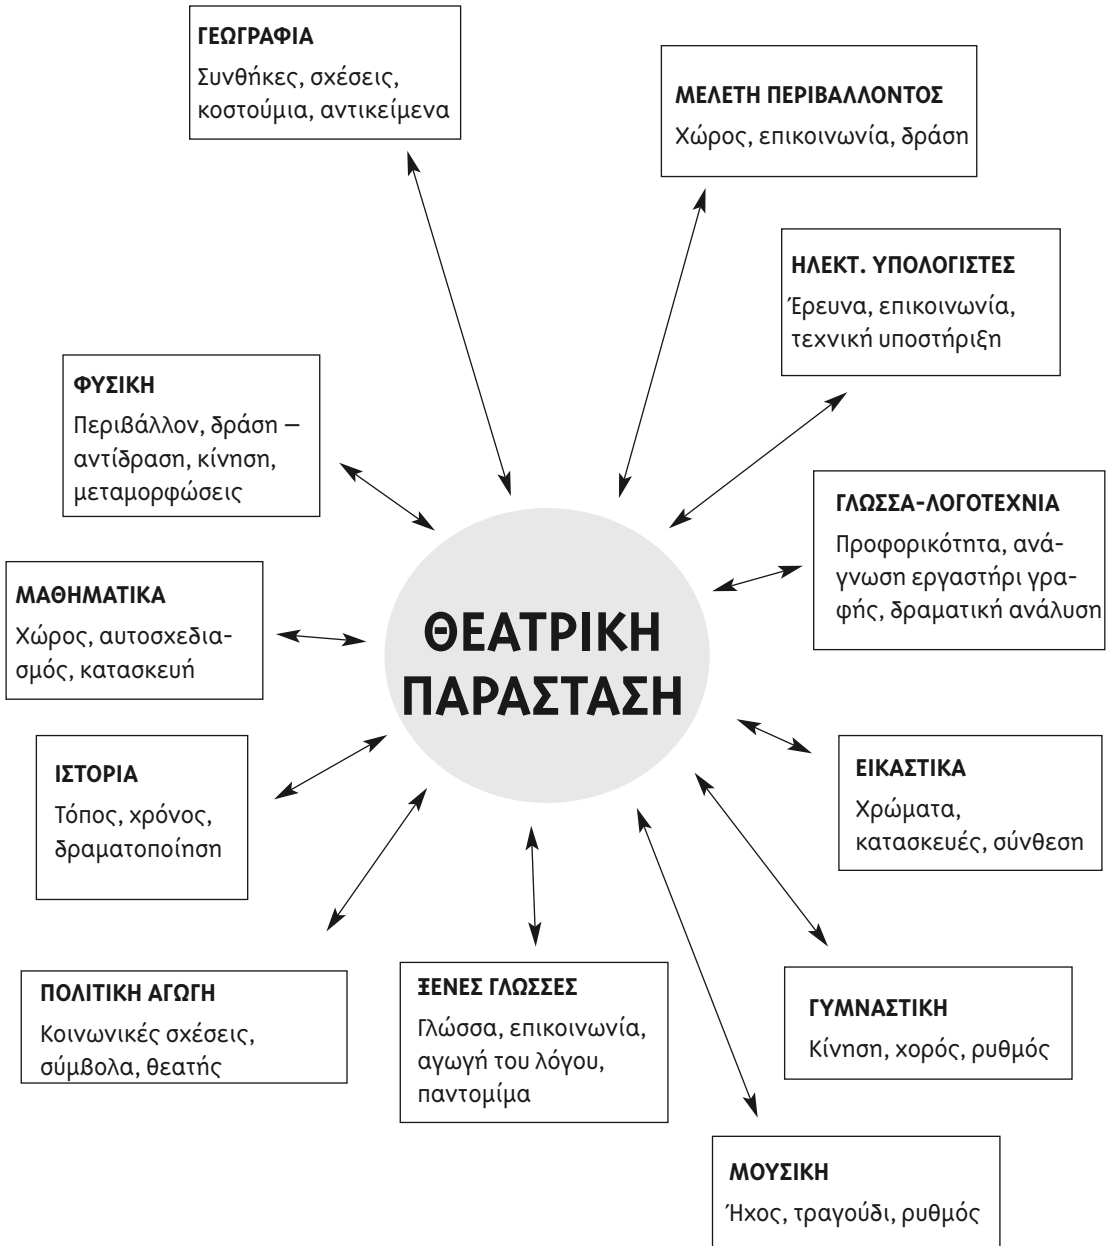 ΓΕΩΓΡΑΦΙΑ
Συνθήκες, σχέσεις,
κοστούμια, αντικείμενα
ΜΕΛΕΤΗ ΠΕΡΙΒΑΛΛΟΝΤΟΣ
Χώρος, επικοινωνία, δράση
ΗΛΕΚΤ. ΥΠΟΛΟΓΙΣΤΕΣ
Έρευνα, επικοινωνία,
τεχνική υποστήριξη
ΦΥΣΙΚΗ
Περιβάλλον, δράση –
αντίδραση, κίνηση,
μεταμορφώσεις
ΓΛΩΣΣΑ-ΛΟΓΟΤΕΧΝΙΑ
Προφορικότητα, ανά-
γνωση εργαστήρι γρα-
φής, δραματική ανάλυση
ΜΑΘΗΜΑΤΙΚΑ
Χώρος, αυτοσχεδια-
σμός, κατασκευή
ΘΕΑΤΡΙΚΗ
ΠΑΡΑΣΤΑΣΗ
ΙΣΤΟΡΙΑ
Τόπος, χρόνος,
δραματοποίηση
ΕΙΚΑΣΤΙΚΑ
Χρώματα,
κατασκευές, σύνθεση
ΠΟΛΙΤΙΚΗ ΑΓΩΓΗ
Κοινωνικές σχέσεις,
σύμβολα, θεατής
ΞΕΝΕΣ ΓΛΩΣΣΕΣ
Γλώσσα, επικοινωνία,
αγωγή του λόγου,
παντομίμα
ΓΥΜΝΑΣΤΙΚΗ
Κίνηση, χορός, ρυθμός
ΜΟΥΣΙΚΗ
Ήχος, τραγούδι, ρυθμός